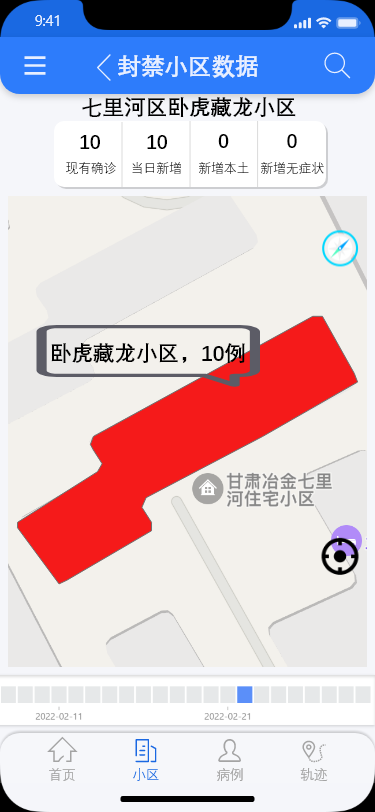 9:41
封禁小区数据
七里河区卧虎藏龙小区
10 10 0 0
现有确诊 当日新增 新增本土 新增无症状
卧虎藏龙小区，10例
甘肃冶金七里
河住宅小区
2022-02-11 2022-02-21
首页 小区 病例 轨迹